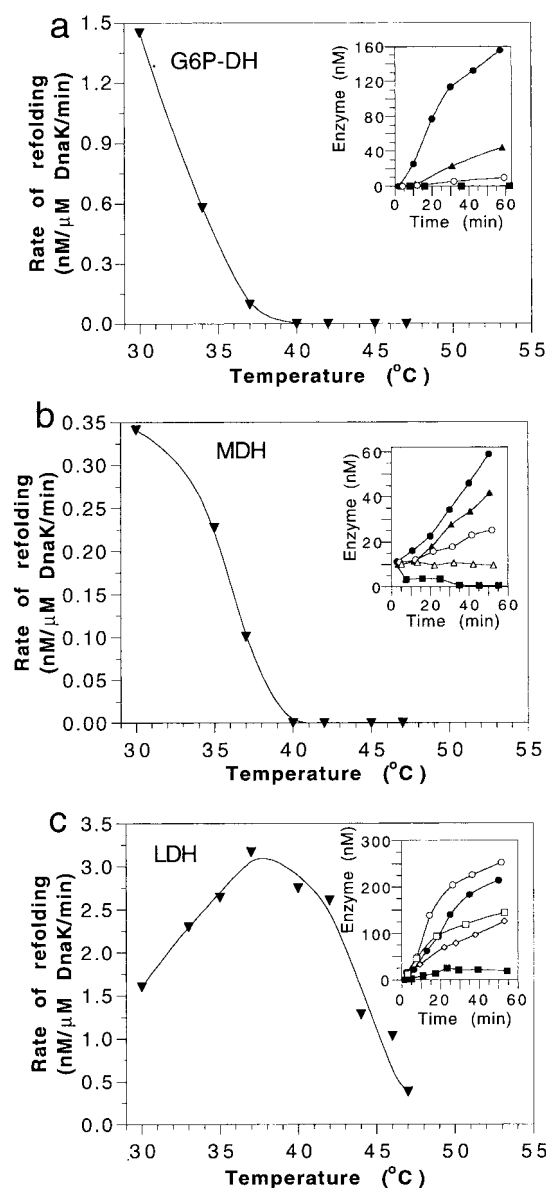 a
G6P-DH
Rate of refolding
(nM/µM DnaK/min)
1.5
1.2
0.9
0.6
0.3
0.0
30 35 40 45 50 55
Temperature (°C)
Enzyme (nM)
160
120
80
40
0
0 20 40 60
Time (min)
b
MDH
Rate of refolding
(nM/µM DnaK/min)
0.35
0.30
0.25
0.20
0.15
0.10
0.05
0.00
30 35 40 45 50 55
Temperature (°C)
Enzyme (nM)
60
40
20
0
0 20 40 60
Time (min)
c
LDH
Rate of refolding
(nM/µM DnaK/min)
3.5
3.0
2.5
2.0
1.5
1.0
0.5
0.0
30 35 40 45 50 55
Temperature (°C)
Enzyme (nM)
300
200
100
0
0 20 40 60
Time (min)